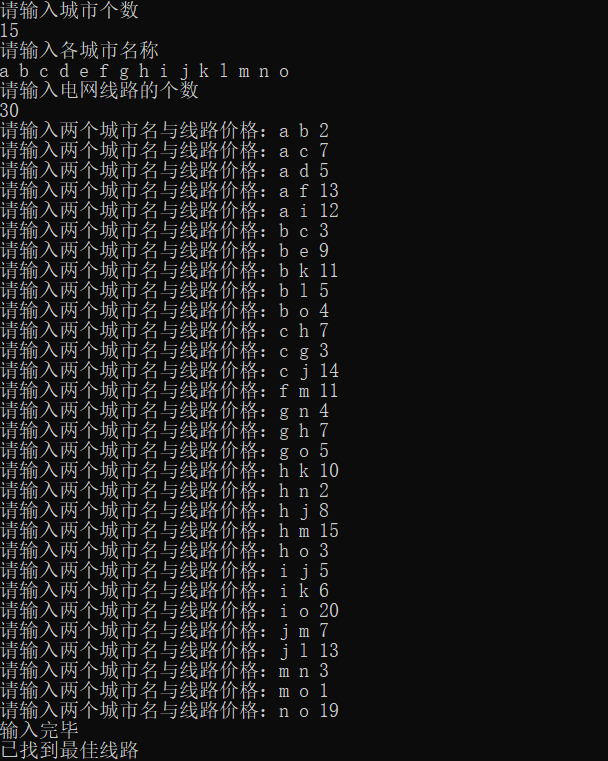 请输入城市个数
15
请输入各城市名称
a b c d e f g h i j k l m n o
请输入电网线路的个数
30
请输入两个城市名与线路价格：a b 2
请输入两个城市名与线路价格：a c 7
请输入两个城市名与线路价格：a d 5
请输入两个城市名与线路价格：a f 13
请输入两个城市名与线路价格：a i 12
请输入两个城市名与线路价格：b c 3
请输入两个城市名与线路价格：b e 9
请输入两个城市名与线路价格：b k 11
请输入两个城市名与线路价格：b l 5
请输入两个城市名与线路价格：b o 4
请输入两个城市名与线路价格：c h 7
请输入两个城市名与线路价格：c g 3
请输入两个城市名与线路价格：c j 14
请输入两个城市名与线路价格：f m 11
请输入两个城市名与线路价格：g n 4
请输入两个城市名与线路价格：g h 7
请输入两个城市名与线路价格：g o 5
请输入两个城市名与线路价格：h k 10
请输入两个城市名与线路价格：h n 2
请输入两个城市名与线路价格：h j 8
请输入两个城市名与线路价格：h m 15
请输入两个城市名与线路价格：h o 3
请输入两个城市名与线路价格：i j 5
请输入两个城市名与线路价格：i k 6
请输入两个城市名与线路价格：i o 20
请输入两个城市名与线路价格：j m 7
请输入两个城市名与线路价格：j l 13
请输入两个城市名与线路价格：m n 3
请输入两个城市名与线路价格：m o 1
请输入两个城市名与线路价格：n o 19
输入完毕
已找到最佳线路